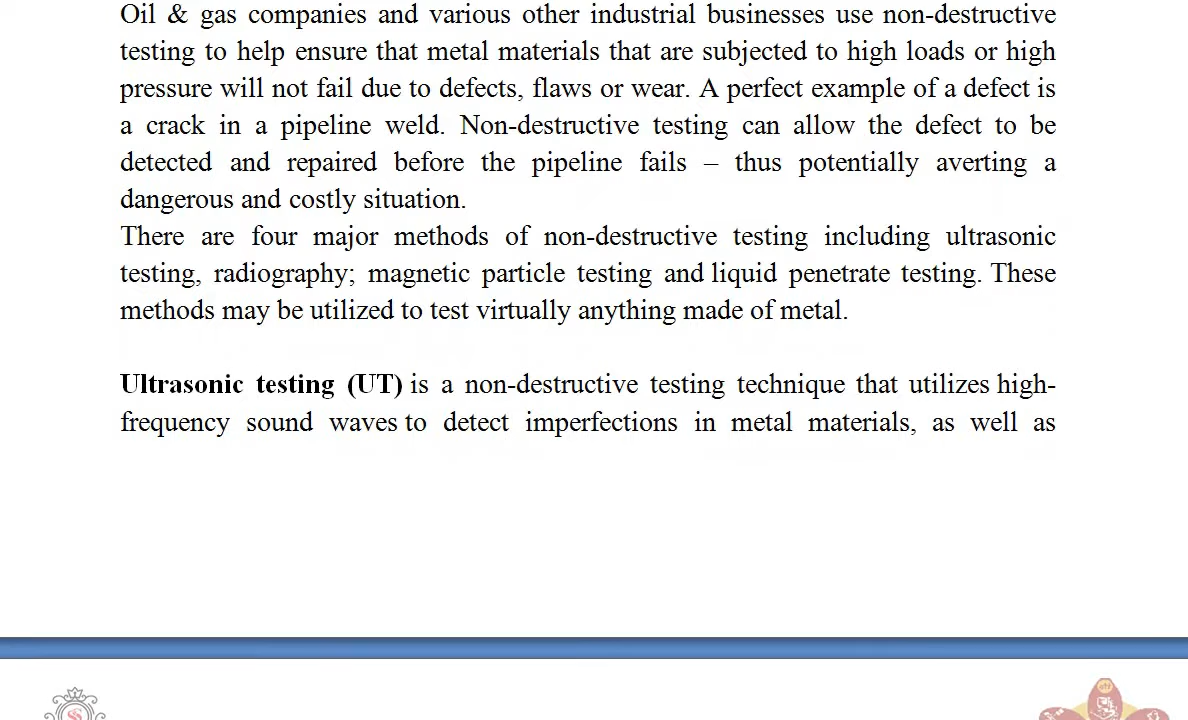 Oil & gas companies and various other industrial businesses use non-destructive
testing to help ensure that metal materials that are subjected to high loads or high
pressure will not fail due to defects, flaws or wear. A perfect example of a defect is
a crack in a pipeline weld. Non-destructive testing can allow the defect to be
detected and repaired before the pipeline fails – thus potentially averting a
dangerous and costly situation.
There are four major methods of non-destructive testing including ultrasonic
testing, radiography; magnetic particle testing and liquid penetrate testing. These
methods may be utilized to test virtually anything made of metal.
Ultrasonic testing (UT) is a non-destructive testing technique that utilizes high-
frequency sound waves to detect imperfections in metal materials, as well as